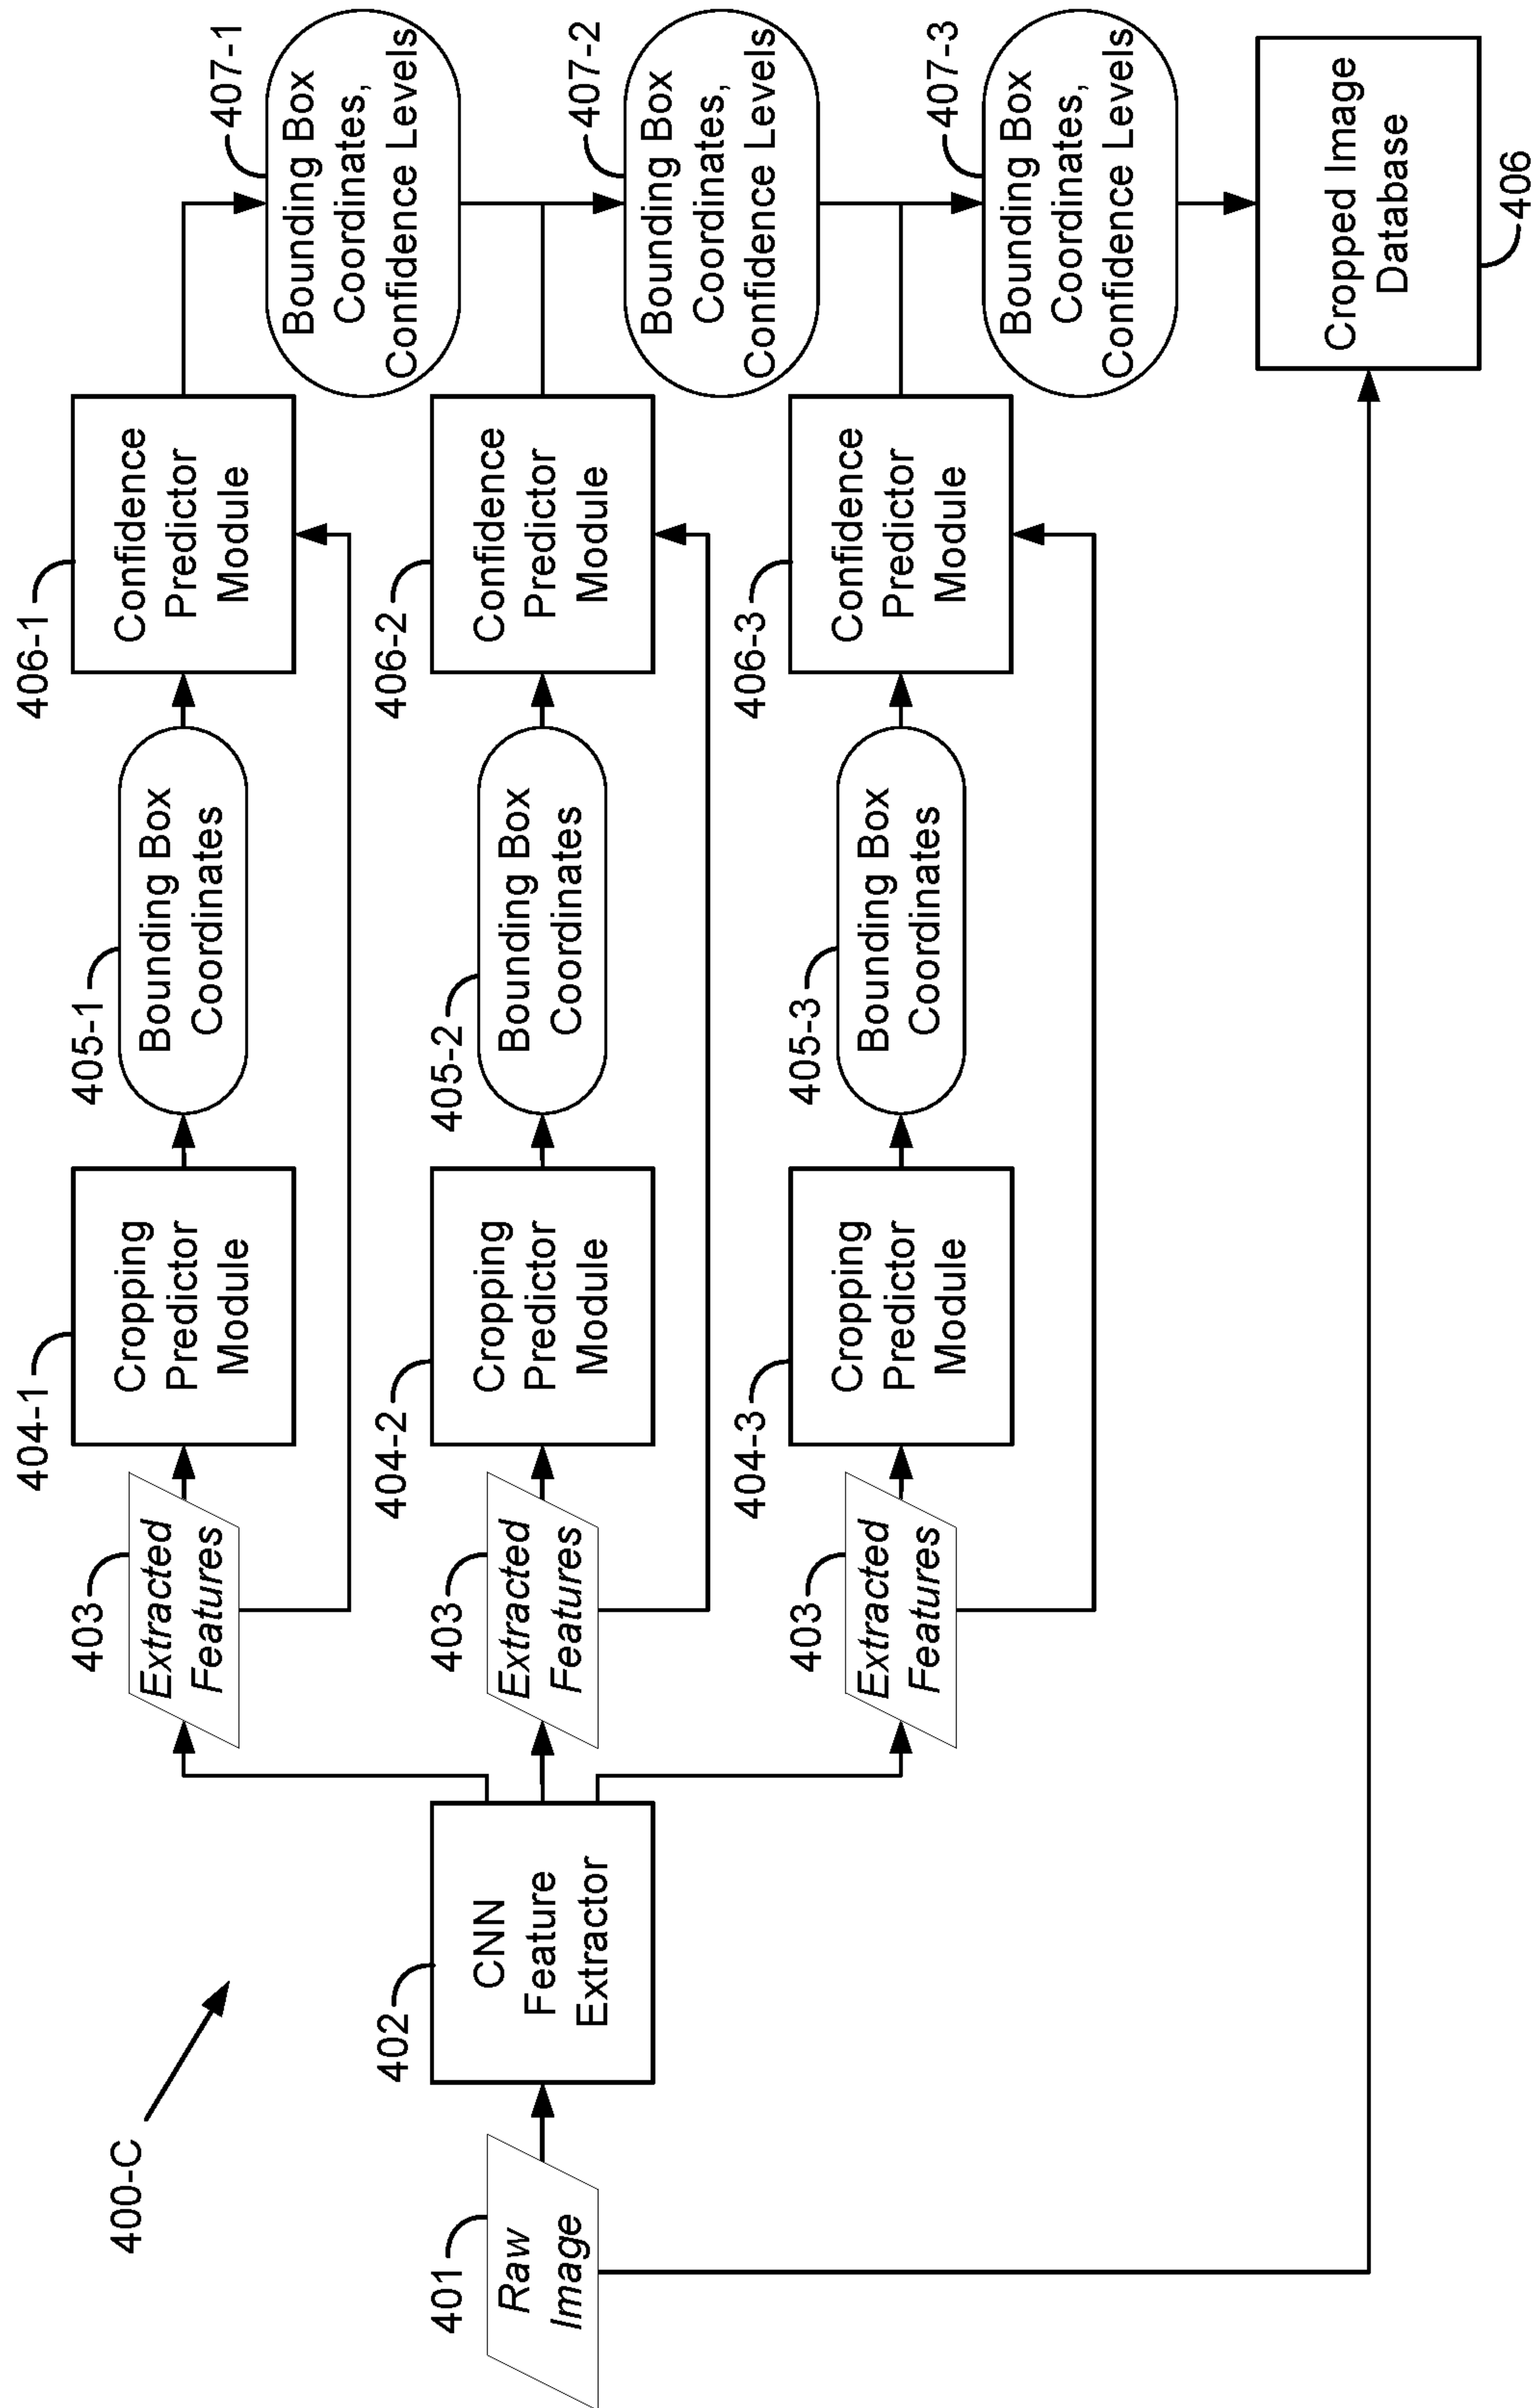 400-C
401
Raw
Image
402
CNN
Feature
Extractor
403
Extracted
Features
404-1
Cropping
Predictor
Module
405-1
Bounding Box
Coordinates
406-1
Confidence
Predictor
Module
407-1
Bounding Box
Coordinates,
Confidence Levels
403
Extracted
Features
404-2
Cropping
Predictor
Module
405-2
Bounding Box
Coordinates
406-2
Confidence
Predictor
Module
407-2
Bounding Box
Coordinates,
Confidence Levels
403
Extracted
Features
404-3
Cropping
Predictor
Module
405-3
Bounding Box
Coordinates
406-3
Confidence
Predictor
Module
407-3
Bounding Box
Coordinates,
Confidence Levels
Cropped Image
Database
406